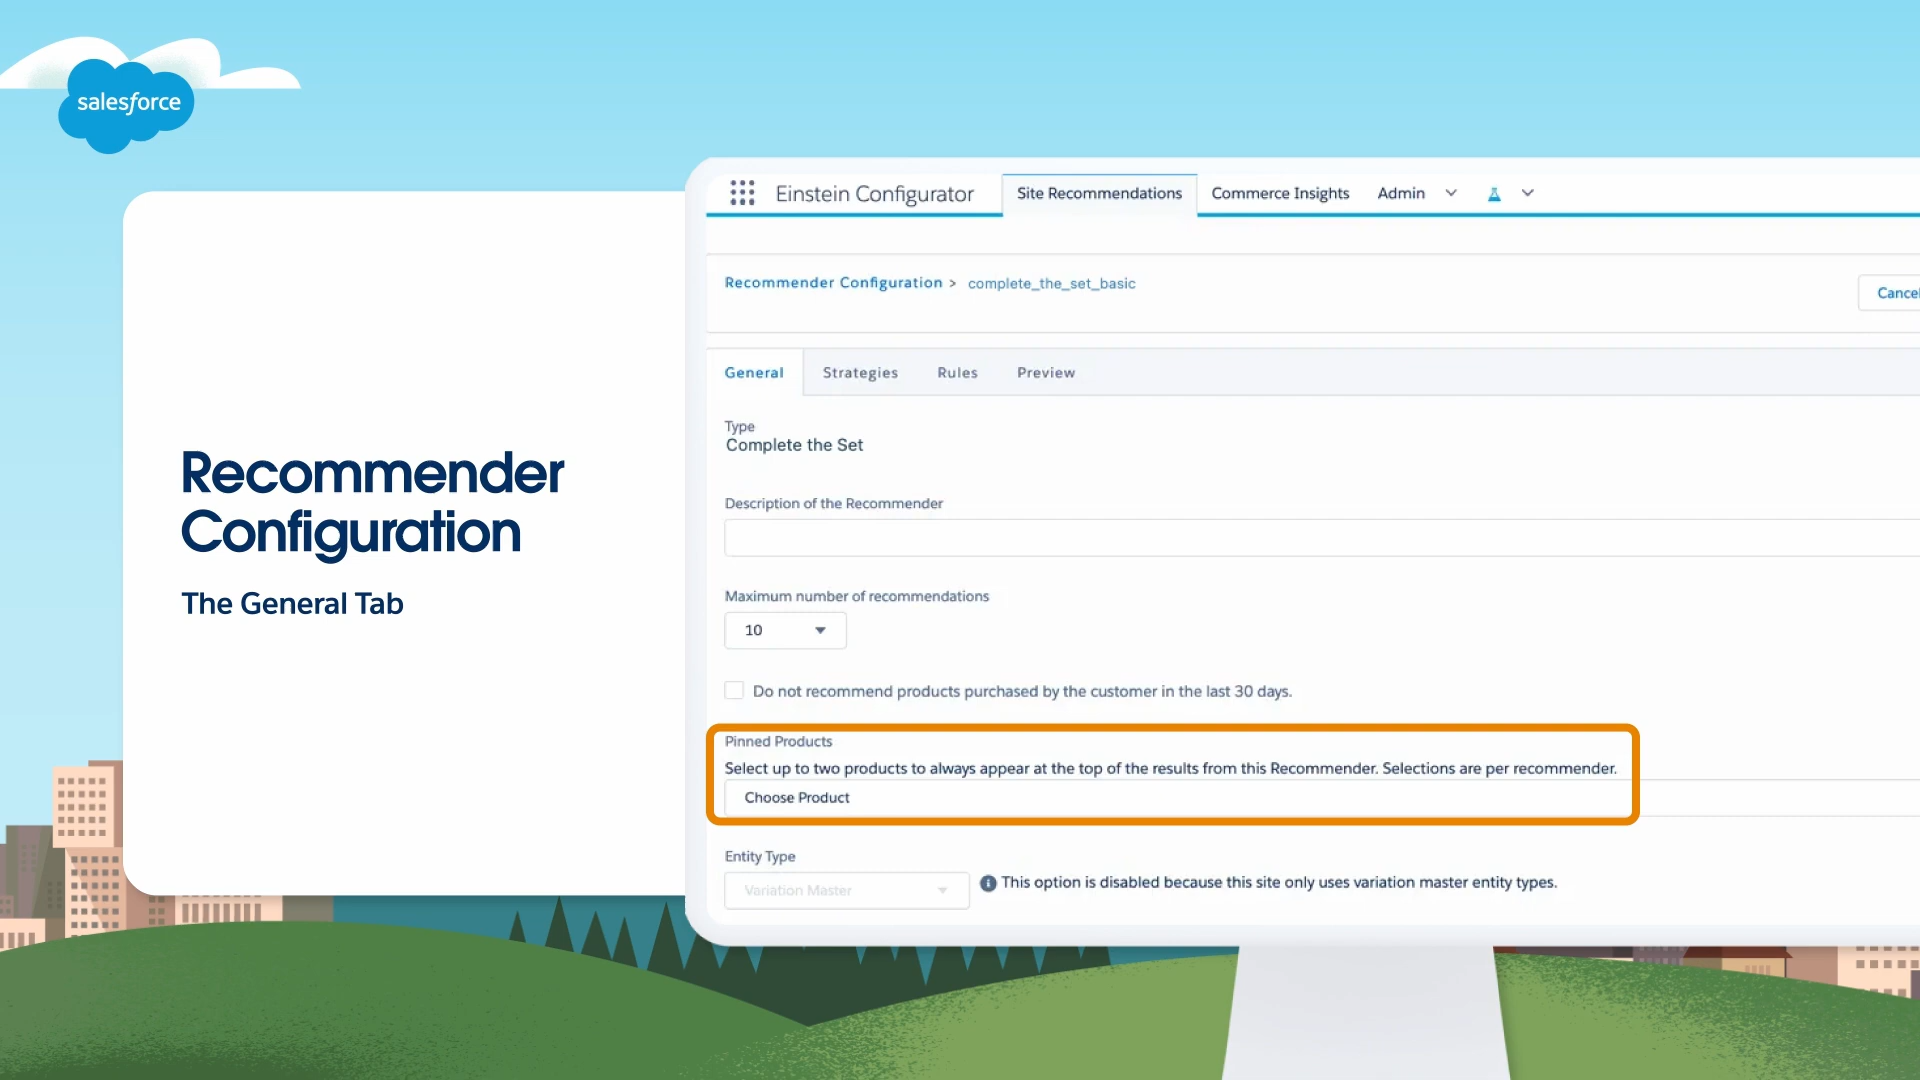 salesforce
Recommender
Configuration
The General Tab
Einstein Configurator
Site Recommendations
Commerce Insights
Admin
Recommender Configuration > complete_the_set_basic
Cancel
General
Strategies
Rules
Preview
Type
Complete the Set
Description of the Recommender
Maximum number of recommendations
10
Do not recommend products purchased by the customer in the last 30 days.
Pinned Products
Select up to two products to always appear at the top of the results from this Recommender. Selections are per recommender.
Choose Product
Entity Type
Variation Master
This option is disabled because this site only uses variation master entity types.